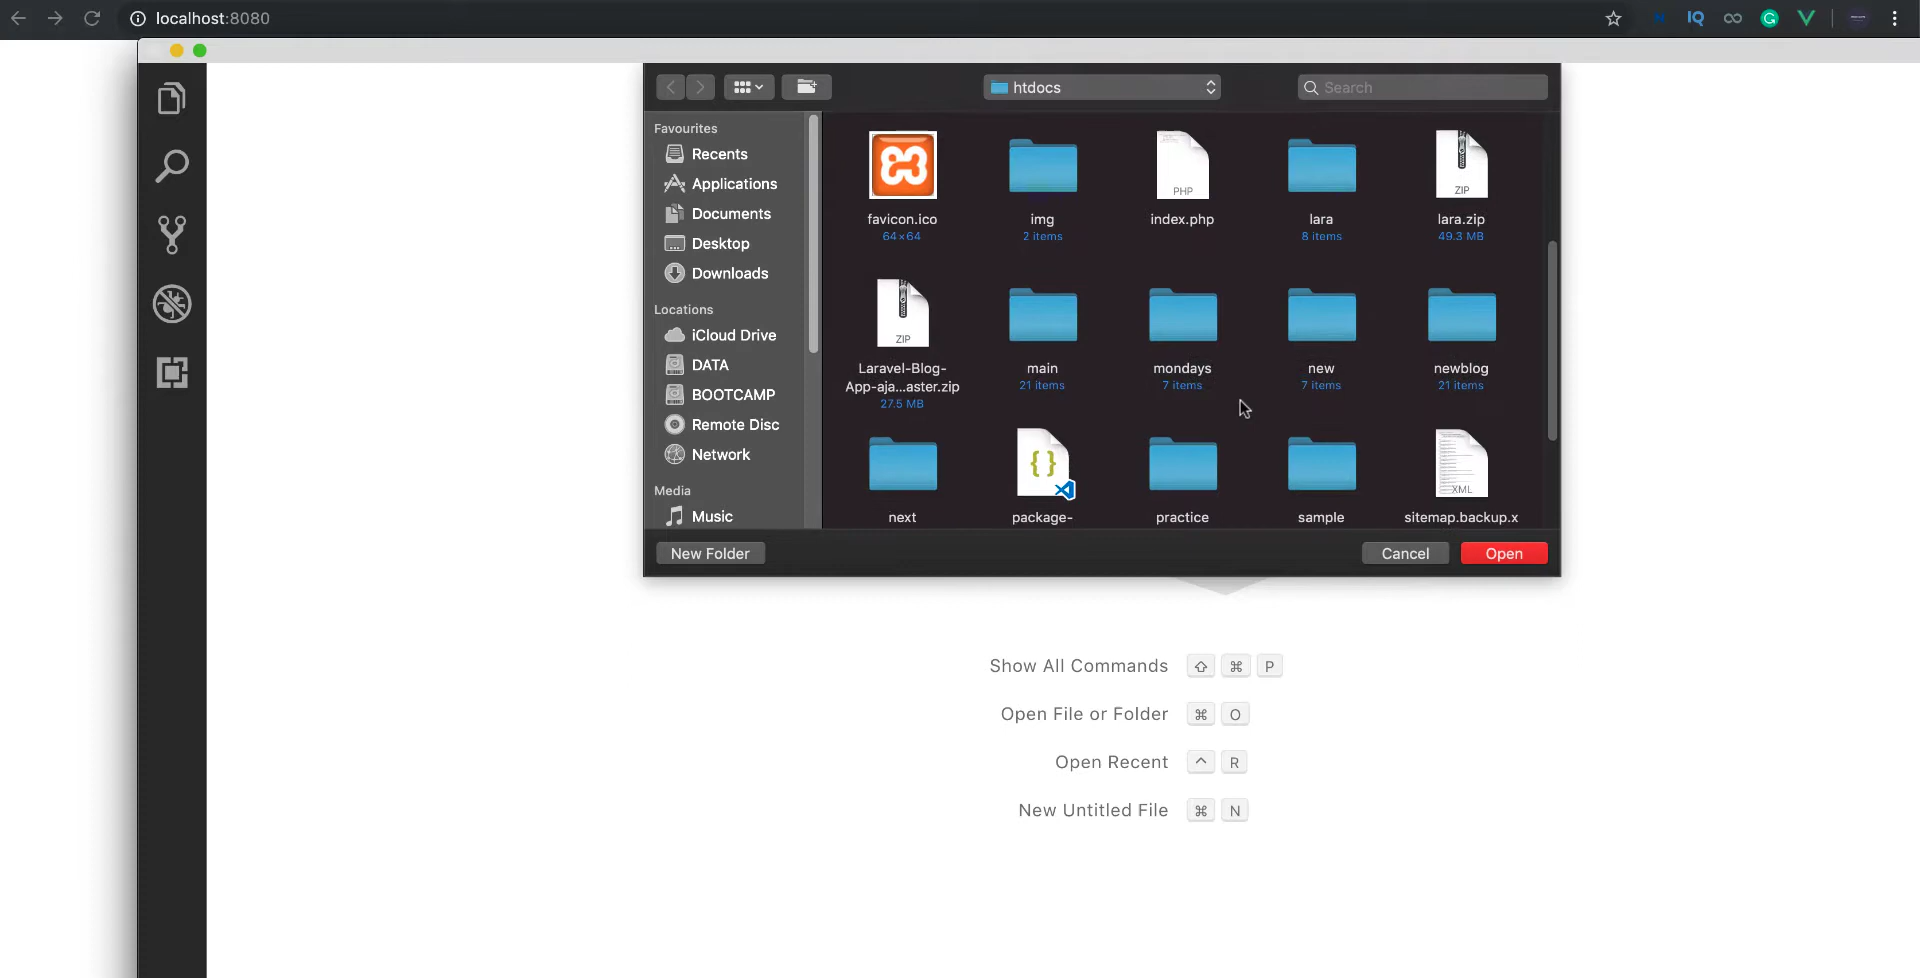 localhost:8080
IQ
htdocs
Search
Favourites
Recents
Applications
Documents
Desktop
Downloads
Locations
iCloud Drive
DATA
BOOTCAMP
Remote Disc
Network
Media
Music
PHP
ZIP
favicon.ico
img
index.php
lara
lara.zip
64×64
2 items
8 items
49.3 MB
ZIP
Laravel-Blog-
App-aja...aster.zip
27.5 MB
main
21 items
mondays
7 items
new
7 items
newblog
21 items
{}
XML
next
package-
practice
sample
sitemap.backup.x
New Folder
Cancel
Open
Show All Commands ⇧ ⌘ P
Open File or Folder ⌘ O
Open Recent ^ R
New Untitled File ⌘ N